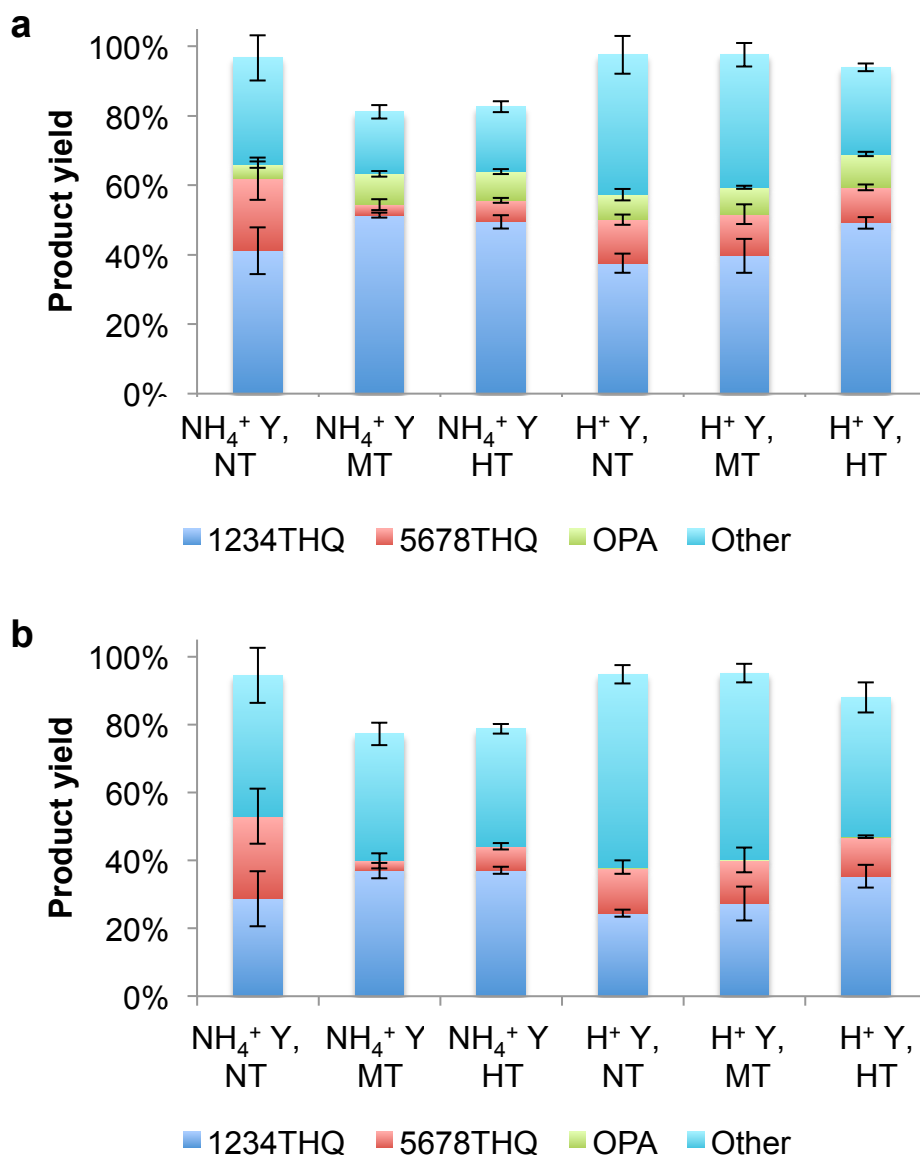 a
Product yield
100%
80%
60%
40%
20%
0%
NH₄⁺ Y, NH₄⁺ Y NH₄⁺ Y H⁺ Y, H⁺ Y, H⁺ Y,
NT MT HT NT MT HT
1234THQ 5678THQ OPA Other
b
Product yield
100%
80%
60%
40%
20%
0%
NH₄⁺ Y, NH₄⁺ Y NH₄⁺ Y H⁺ Y, H⁺ Y, H⁺ Y,
NT MT HT NT MT HT
1234THQ 5678THQ OPA Other